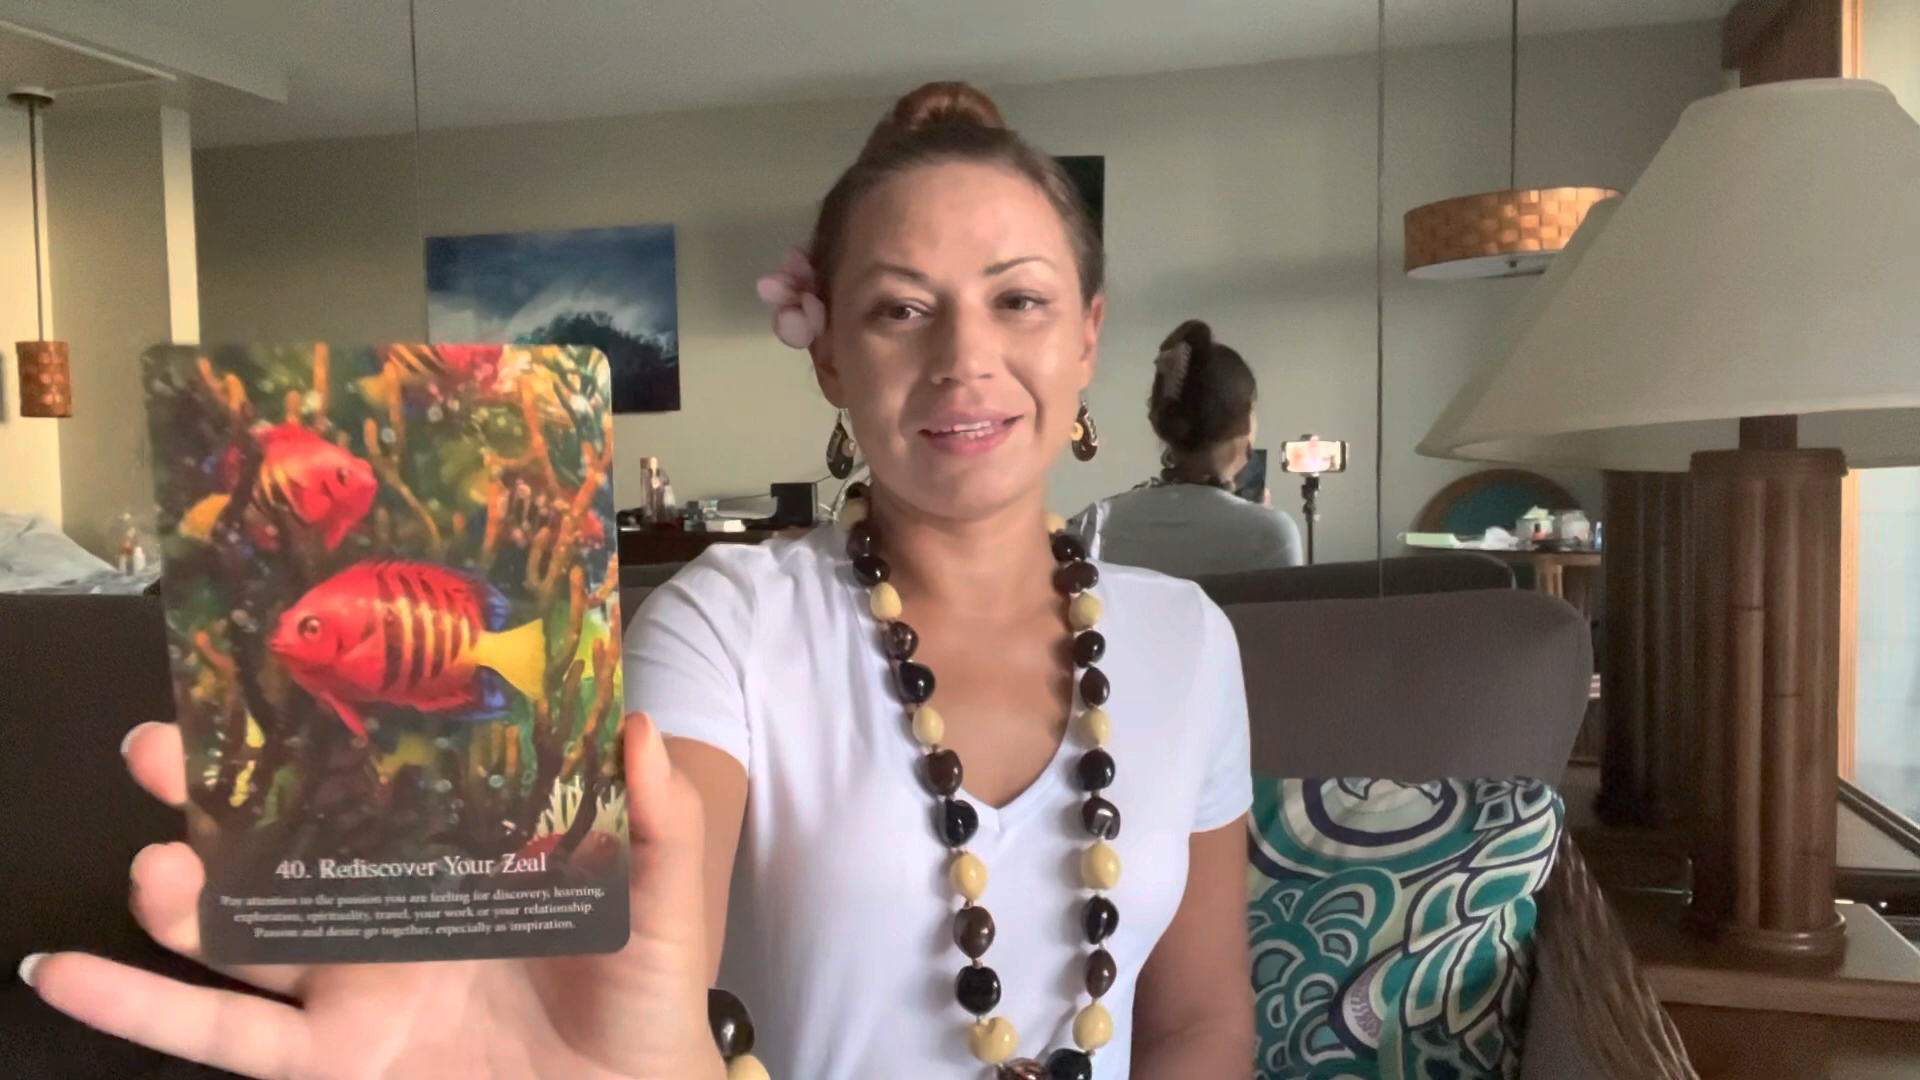 40. Rediscover Your Zeal
Pay attention to the passion you are feeling for discovery, learning,
exploration, spirituality, travel, your work or your relationship.
Passion and desire go together, especially as inspiration.